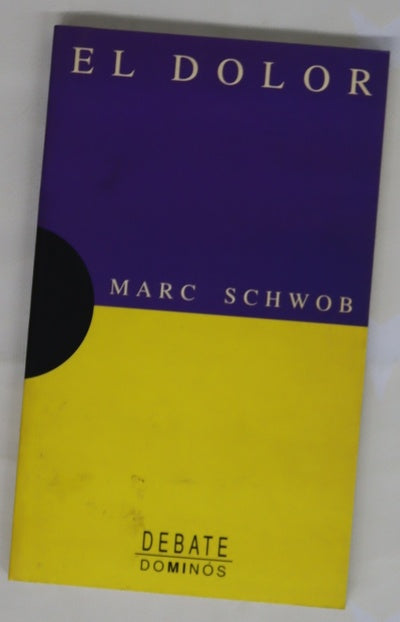 EL DOLOR
MARC SCHWOB
DEBATE
DOMINÓS